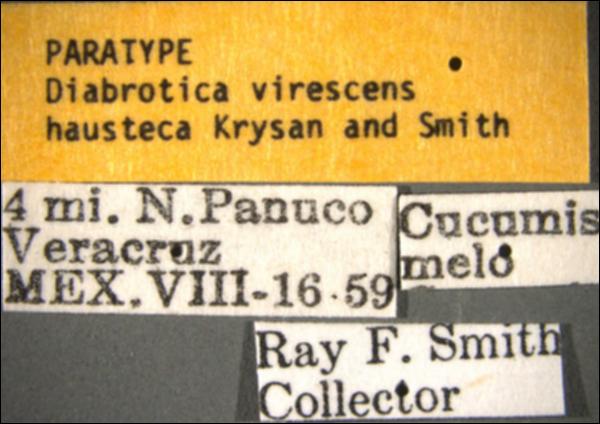 PARATYPE
Diabrotica virescens
hausteca Krysan and Smith
4 mi. N.Panuco
Veracruz
MEX.VIII-16.59
Cucumis
melo
Ray F. Smith
Collector